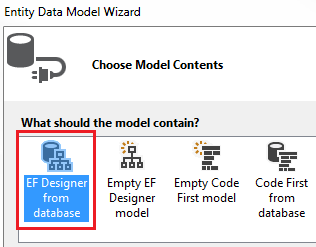 Entity Data Model Wizard
Choose Model Contents
What should the model contain?
EF Designer from database
Empty EF Designer model
Empty Code First model
Code First from database